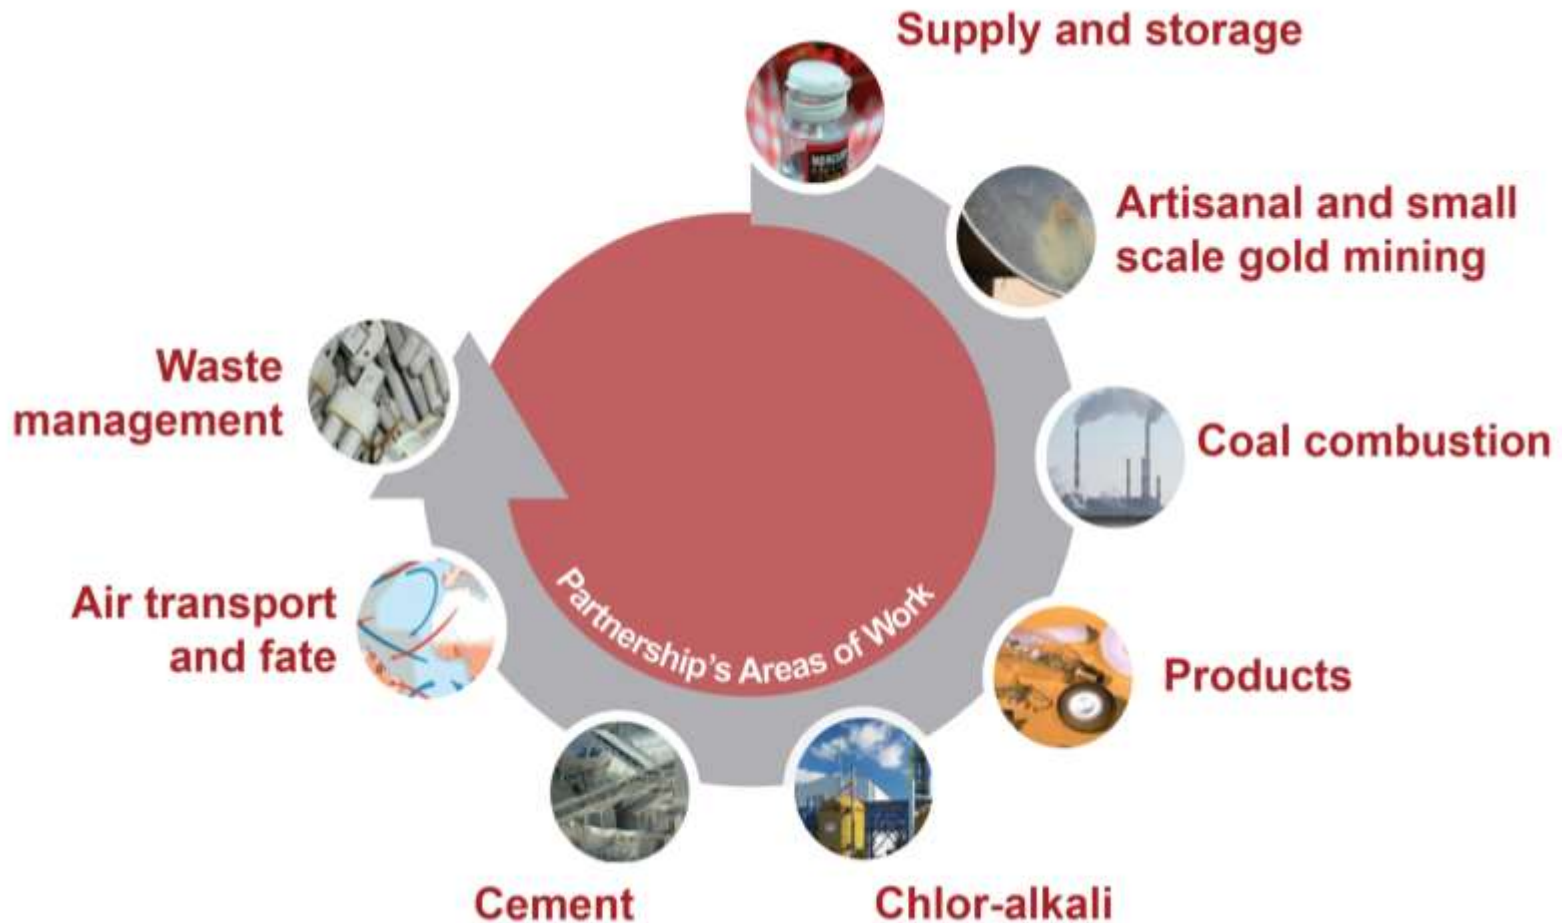 Supply and storage
Artisanal and small
scale gold mining
Coal combustion
Products
Chlor-alkali
Cement
Air transport
and fate
Waste
management
Partnership's Areas of Work